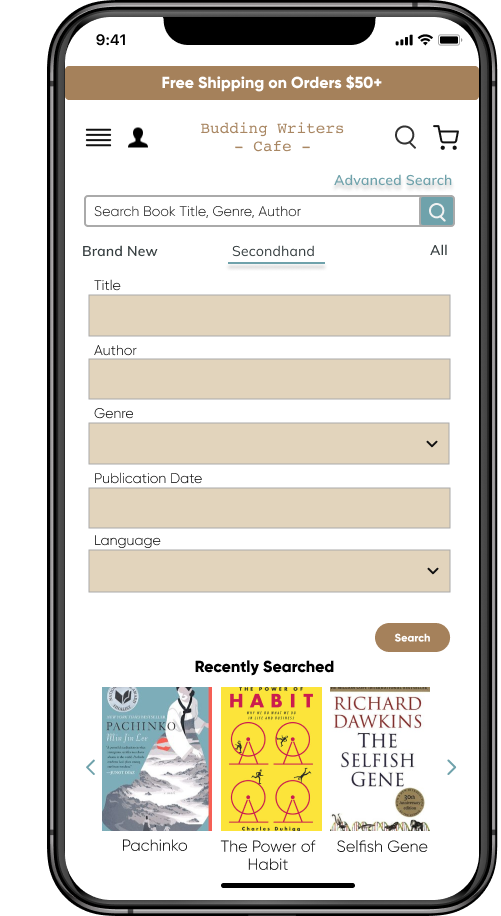 9:41
Free Shipping on Orders $50+
Budding Writers
- Cafe -
Advanced Search
Search Book Title, Genre, Author
Brand New Secondhand All
Title
Author
Genre
Publication Date
Language
Search
Recently Searched
PACHINKO
Min Jin Lee
THE POWER OF
HABIT
WHY WE DO WHAT WE DO
IN LIFE AND BUSINESS
Charles Duhigg
RICHARD
DAWKINS
THE
SELFISH
GENE
30th
Anniversary
edition
Pachinko
The Power of
Habit
Selfish Gene